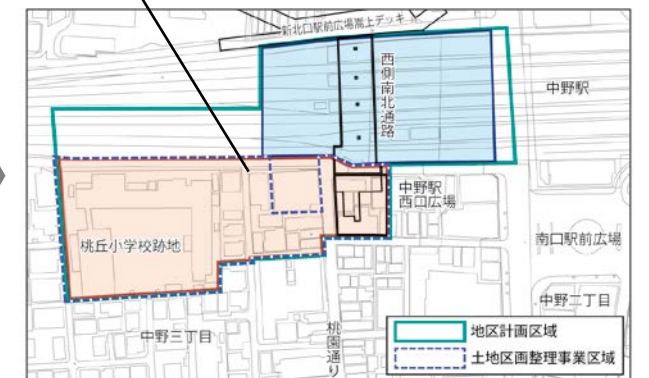 新北口駅前広場嵩上デッキ
西側南北通路
中野駅
中野駅
西口広場
桃丘小学校跡地
南口駅前広場
中野二丁目
中野三丁目
桃園通り
地区計画区域
土地区画整理事業区域